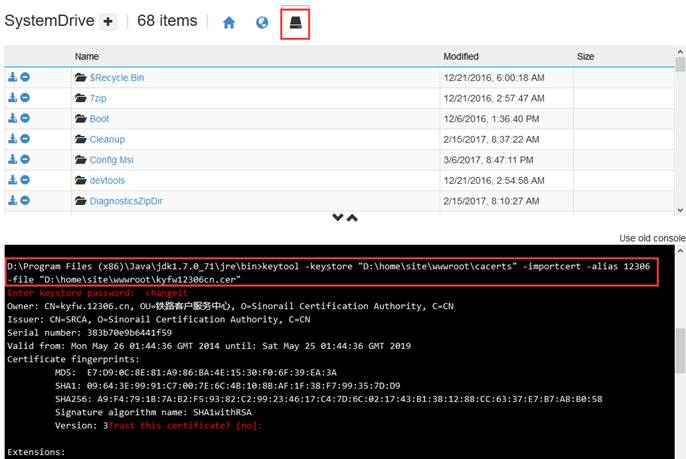 SystemDrive + | 68 items |
Name Modified Size
$Recycle.Bin 12/21/2016, 6:00:18 AM
7zip 12/21/2016, 2:57:47 AM
Boot 12/6/2016, 1:36:40 PM
Cleanup 2/15/2017, 8:37:22 AM
Config.Msi 3/6/2017, 8:47:11 PM
devtools 12/21/2016, 2:54:58 AM
DiagnosticsZipDir 2/15/2017, 8:10:27 AM
Use old console
D:\Program Files (x86)\Java\jdk1.7.0_71\jre\bin>keytool -keystore "D:\home\site\wwwroot\cacerts" -importcert -alias 12306
-file "D:\home\site\wwwroot\kyfw12306cn.cer"
Enter keystore password:  changeit
Owner: CN=kyfw.12306.cn, OU=铁路客户服务中心, O=Sinorail Certification Authority, C=CN
Issuer: CN=SRCA, O=Sinorail Certification Authority, C=CN
Serial number: 383b70e9b6441f59
Valid from: Mon May 26 01:44:36 GMT 2014 until: Sat May 25 01:44:36 GMT 2019
Certificate fingerprints:
MD5:  E7:D9:0C:8E:81:A9:86:BA:4E:15:30:F0:6F:39:EA:3A
SHA1: 09:64:3E:99:91:C7:00:7E:6C:4B:10:8B:AF:1F:38:F7:99:35:7D:D9
SHA256: A9:F4:79:1B:7A:B2:F5:93:82:C2:99:23:46:17:C4:7D:6C:02:17:43:B1:38:12:88:CC:63:37:E7:B7:A8:B0:58
Signature algorithm name: SHA1withRSA
Version: 3Trust this certificate? [no]:
Extensions: